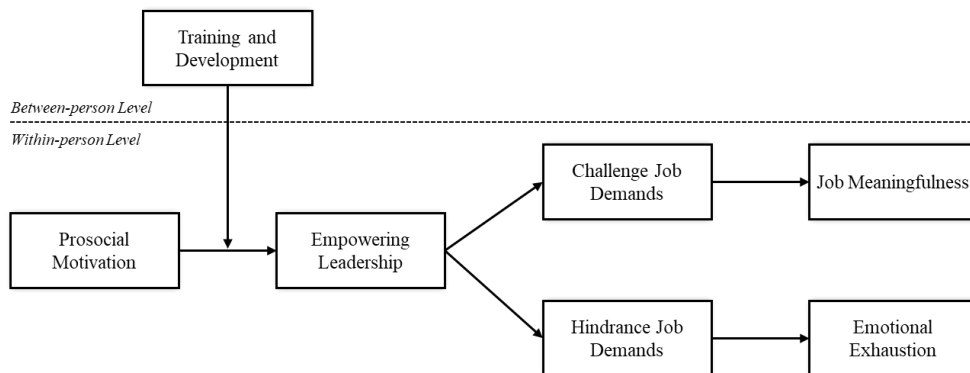 Training and
Development
Between-person Level
Within-person Level
Challenge Job
Demands
Job Meaningfulness
Prosocial
Motivation
Empowering
Leadership
Hindrance Job
Demands
Emotional
Exhaustion